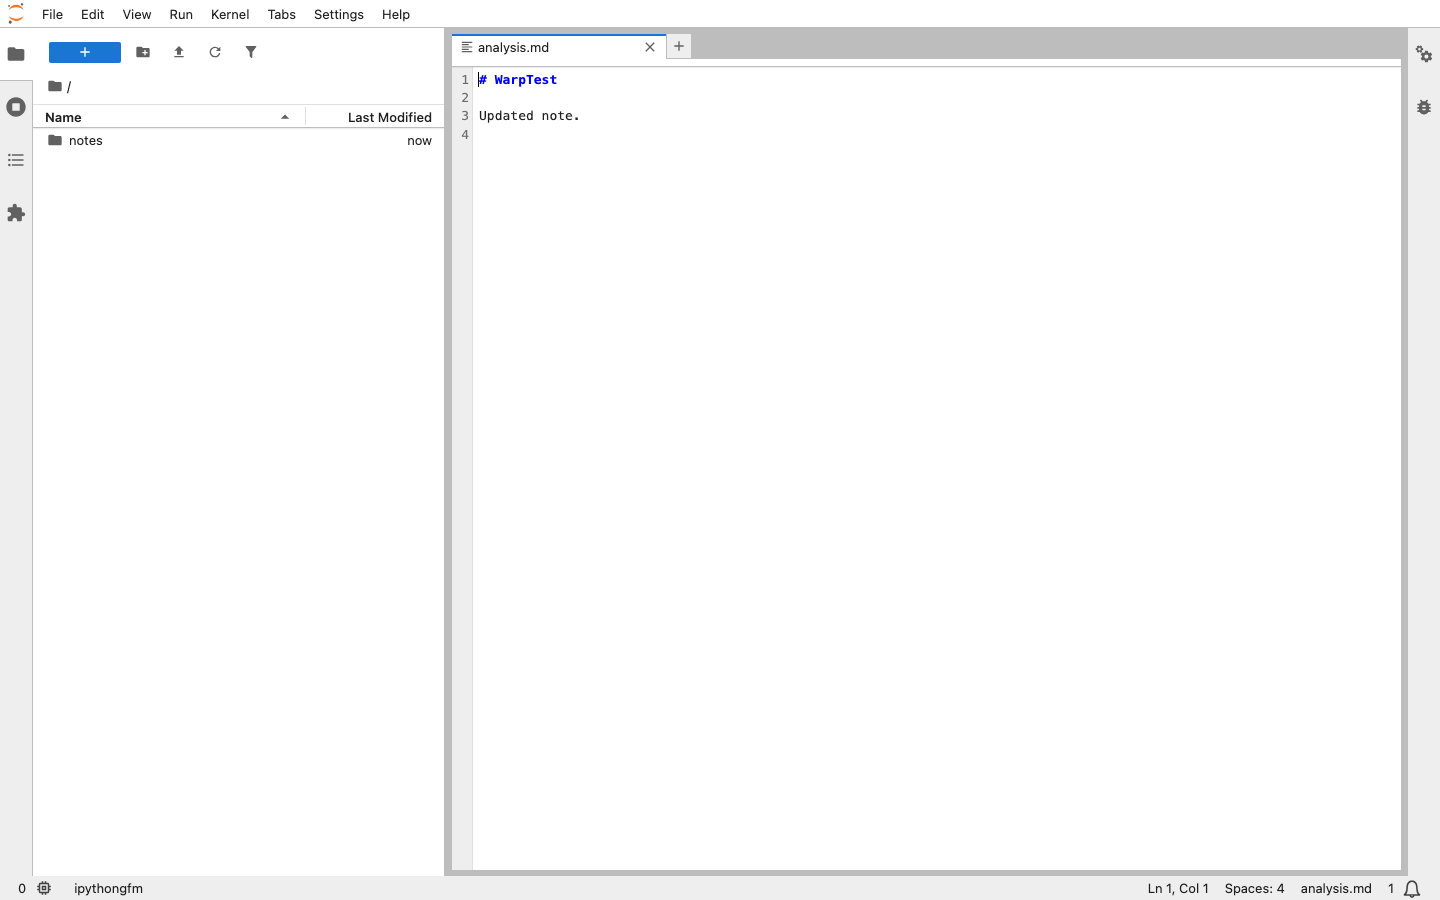 File Edit View Run Kernel Tabs Settings Help
/
Name Last Modified
notes now
analysis.md
1 # WarpTest
2
3 Updated note.
4
0 ipythongfm Ln 1, Col 1 Spaces: 4 analysis.md 1